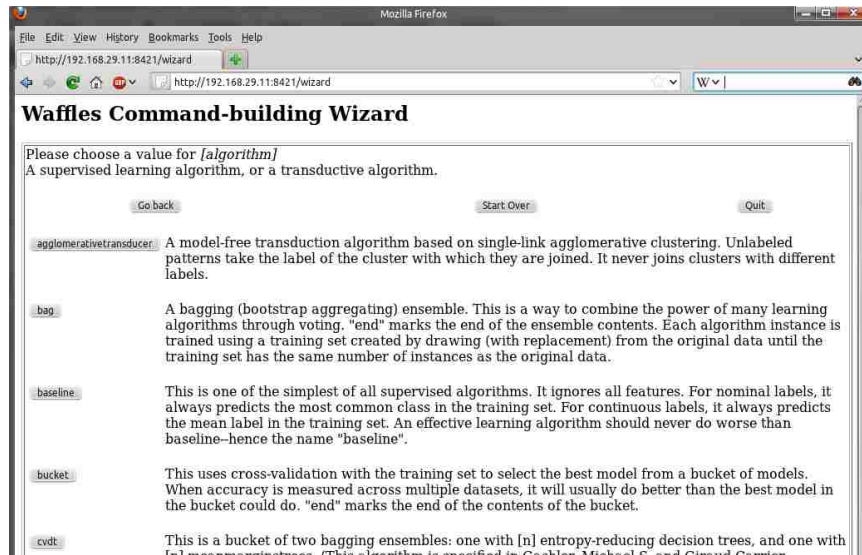 Mozilla Firefox
File Edit View History Bookmarks Tools Help
http://192.168.29.11:8421/wizard
http://192.168.29.11:8421/wizard
W
Waffles Command-building Wizard
Please choose a value for [algorithm]
A supervised learning algorithm, or a transductive algorithm.
Go back Start Over Quit
agglomerativetransducer A model-free transduction algorithm based on single-link agglomerative clustering. Unlabeled
patterns take the label of the cluster with which they are joined. It never joins clusters with different
labels.
bag A bagging (bootstrap aggregating) ensemble. This is a way to combine the power of many learning
algorithms through voting. "end" marks the end of the ensemble contents. Each algorithm instance is
trained using a training set created by drawing (with replacement) from the original data until the
training set has the same number of instances as the original data.
baseline This is one of the simplest of all supervised algorithms. It ignores all features. For nominal labels, it
always predicts the most common class in the training set. For continuous labels, it always predicts
the mean label in the training set. An effective learning algorithm should never do worse than
baseline--hence the name "baseline".
bucket This uses cross-validation with the training set to select the best model from a bucket of models.
When accuracy is measured across multiple datasets, it will usually do better than the best model in
the bucket could do. "end" marks the end of the contents of the bucket.
cvdt This is a bucket of two bagging ensembles: one with [n] entropy-reducing decision trees, and one with
[n] meanmarginstrees. (This algorithm is specified in Gashler, Michael S. and Giraud-Carrier,